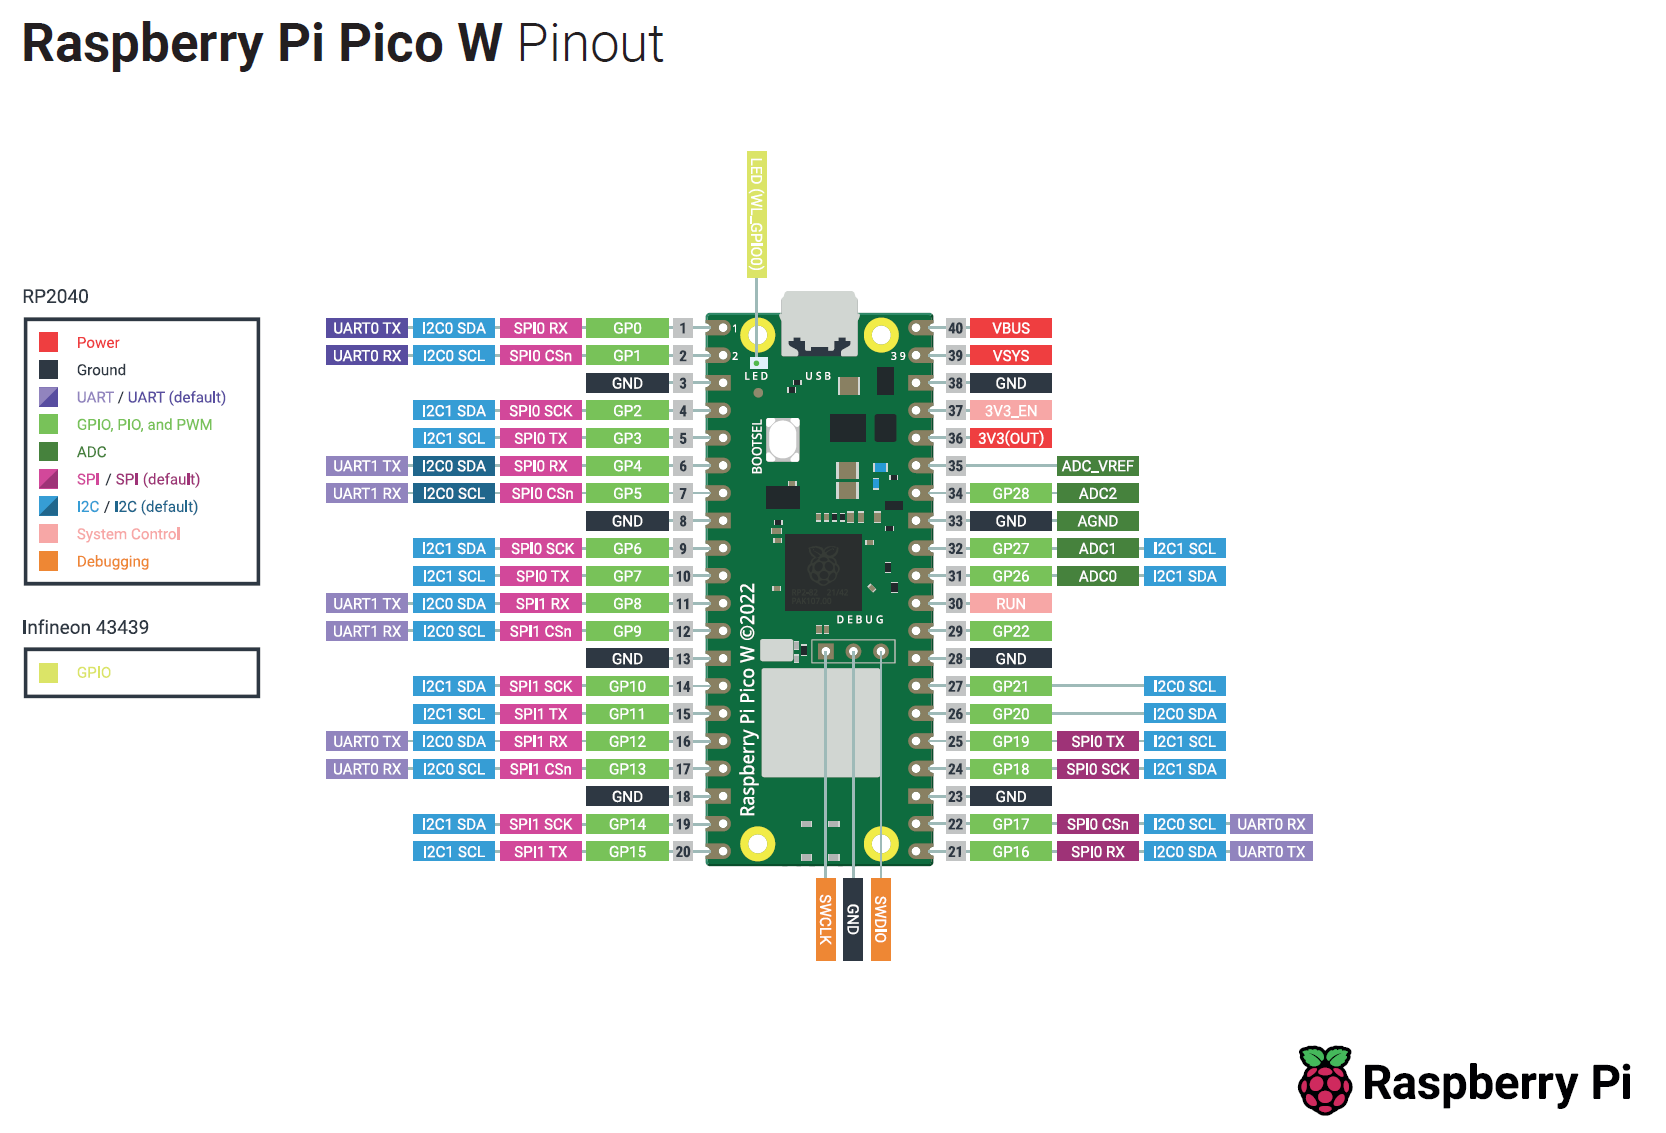 Raspberry Pi Pico W Pinout
LED (WL_GPIO0)
RP2040
Power
Ground
UART / UART (default)
GPIO, PIO, and PWM
ADC
SPI / SPI (default)
I2C / I2C (default)
System Control
Debugging
Infineon 43439
GPIO
UART0 TX I2C0 SDA SPI0 RX GP0 1
UART0 RX I2C0 SCL SPI0 CSn GP1 2
GND 3
I2C1 SDA SPI0 SCK GP2 4
I2C1 SCL SPI0 TX GP3 5
UART1 TX I2C0 SDA SPI0 RX GP4 6
UART1 RX I2C0 SCL SPI0 CSn GP5 7
GND 8
I2C1 SDA SPI0 SCK GP6 9
I2C1 SCL SPI0 TX GP7 10
UART1 TX I2C0 SDA SPI1 RX GP8 11
UART1 RX I2C0 SCL SPI1 CSn GP9 12
GND 13
I2C1 SDA SPI1 SCK GP10 14
I2C1 SCL SPI1 TX GP11 15
UART0 TX I2C0 SDA SPI1 RX GP12 16
UART0 RX I2C0 SCL SPI1 CSn GP13 17
GND 18
I2C1 SDA SPI1 SCK GP14 19
I2C1 SCL SPI1 TX GP15 20
1
2
39
LED
USB
BOOTSEL
DEBUG
Raspberry Pi Pico W ©2022
40 VBUS
39 VSYS
38 GND
37 3V3_EN
36 3V3(OUT)
35 ADC_VREF
34 GP28 ADC2
33 GND AGND
32 GP27 ADC1 I2C1 SCL
31 GP26 ADC0 I2C1 SDA
30 RUN
29 GP22
28 GND
27 GP21 I2C0 SCL
26 GP20 I2C0 SDA
25 GP19 SPI0 TX I2C1 SCL
24 GP18 SPI0 SCK I2C1 SDA
23 GND
22 GP17 SPI0 CSn I2C0 SCL UART0 RX
21 GP16 SPI0 RX I2C0 SDA UART0 TX
SWCLK
GND
SWDIO
Raspberry Pi